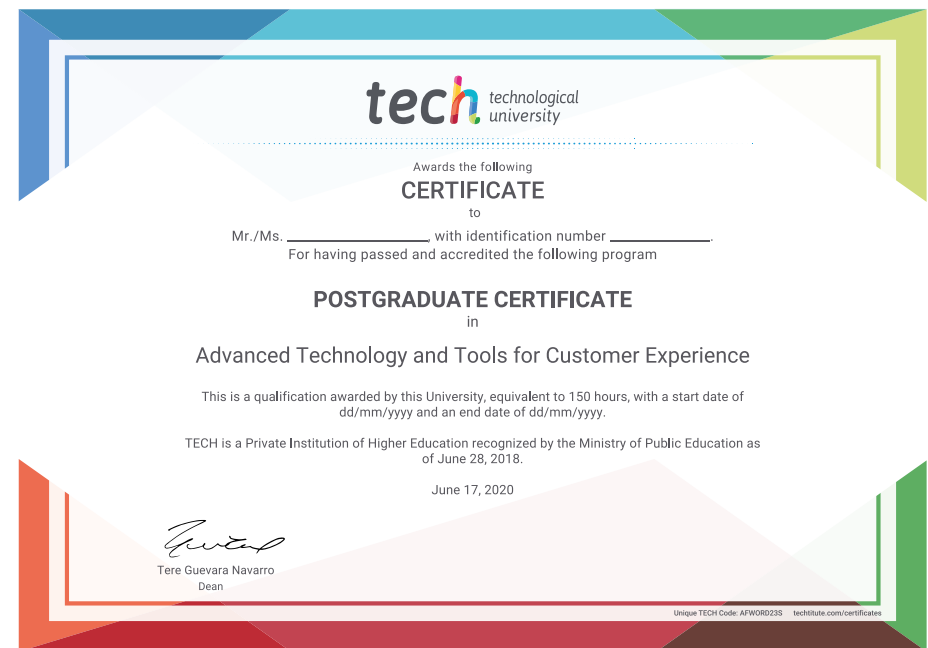 tech technological
university
Awards the following
CERTIFICATE
to
Mr./Ms. ____________________, with identification number ______________.
For having passed and accredited the following program
POSTGRADUATE CERTIFICATE
in
Advanced Technology and Tools for Customer Experience
This is a qualification awarded by this University, equivalent to 150 hours, with a start date of
dd/mm/yyyy and an end date of dd/mm/yyyy.
TECH is a Private Institution of Higher Education recognized by the Ministry of Public Education as
of June 28, 2018.
June 17, 2020
Tere Guevara Navarro
Dean
Unique TECH Code: AFWORD23S techtitute.com/certificates